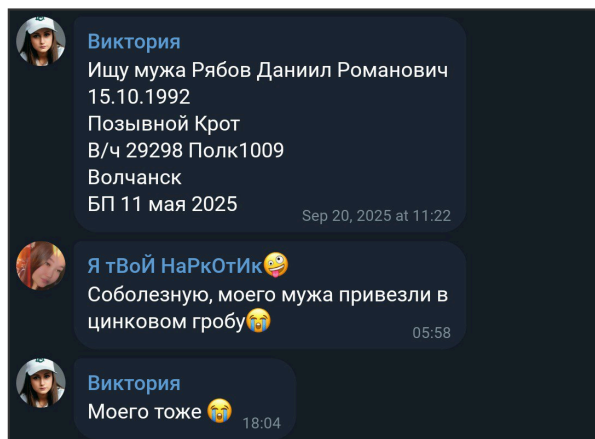 Виктория
Ищу мужа Рябов Даниил Романович
15.10.1992
Позывной Крот
В/ч 29298 Полк1009
Волчанск
БП 11 мая 2025
Sep 20, 2025 at 11:22
Я тВоЙ НаРкОтИк🤪
Соболезную, моего мужа привезли в
цинковом гробу😭
05:58
Виктория
Моего тоже 😭
18:04